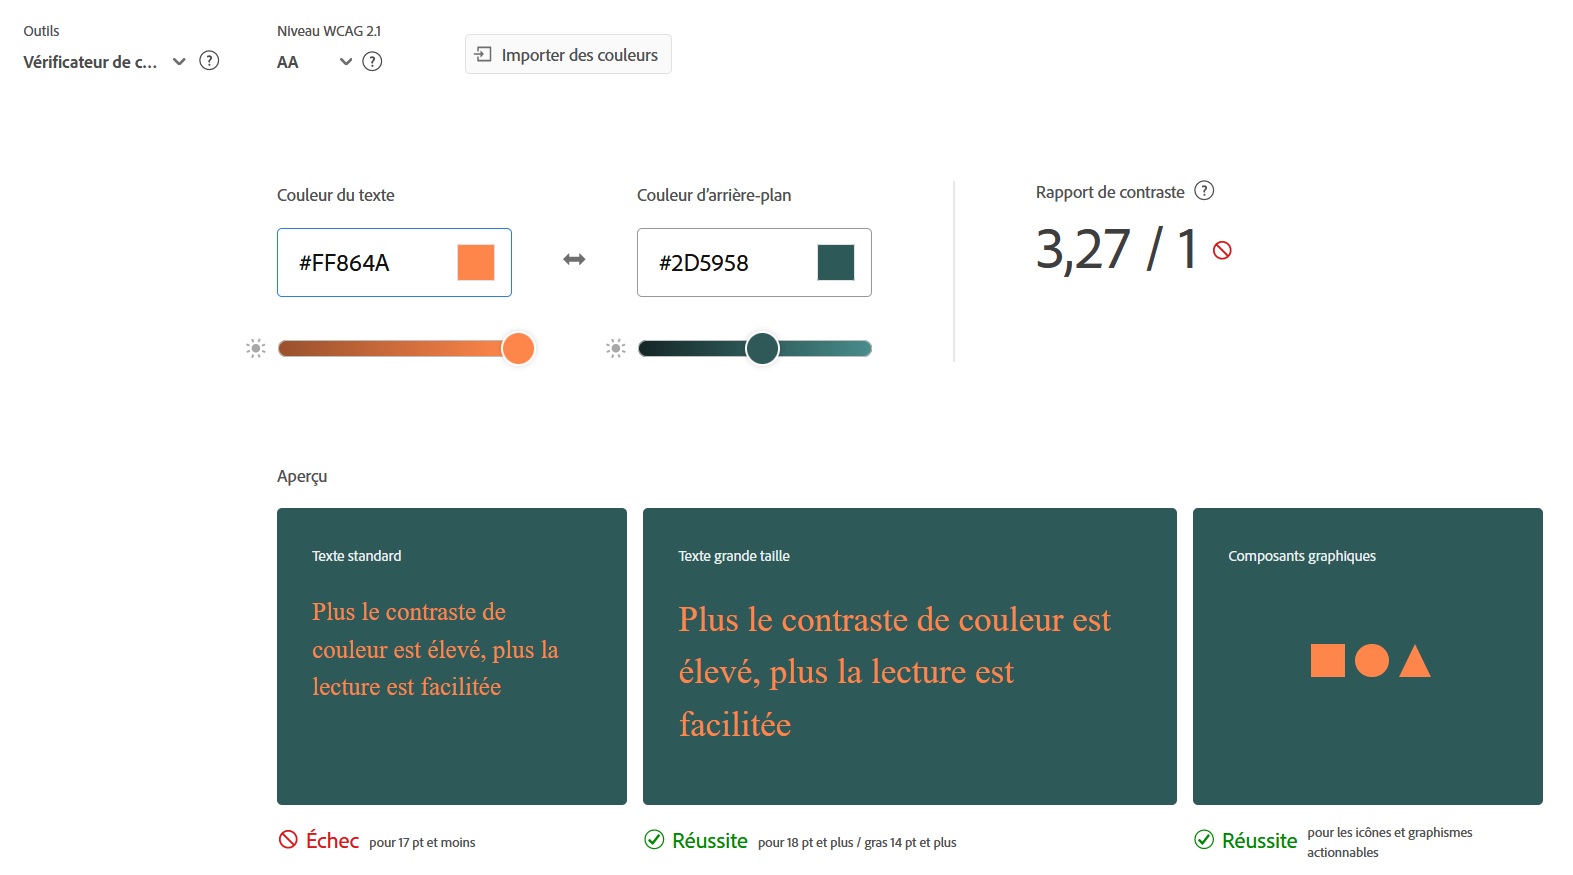 Outils
Vérificateur de c...
Niveau WCAG 2.1
AA
Importer des couleurs
Couleur du texte
#FF864A
Couleur d’arrière-plan
#2D5958
Rapport de contraste
3,27 / 1
Aperçu
Texte standard
Plus le contraste de
couleur est élevé, plus la
lecture est facilitée
Texte grande taille
Plus le contraste de couleur est
élevé, plus la lecture est
facilitée
Composants graphiques
Échec pour 17 pt et moins
Réussite pour 18 pt et plus / gras 14 pt et plus
Réussite pour les icônes et graphismes
actionnables